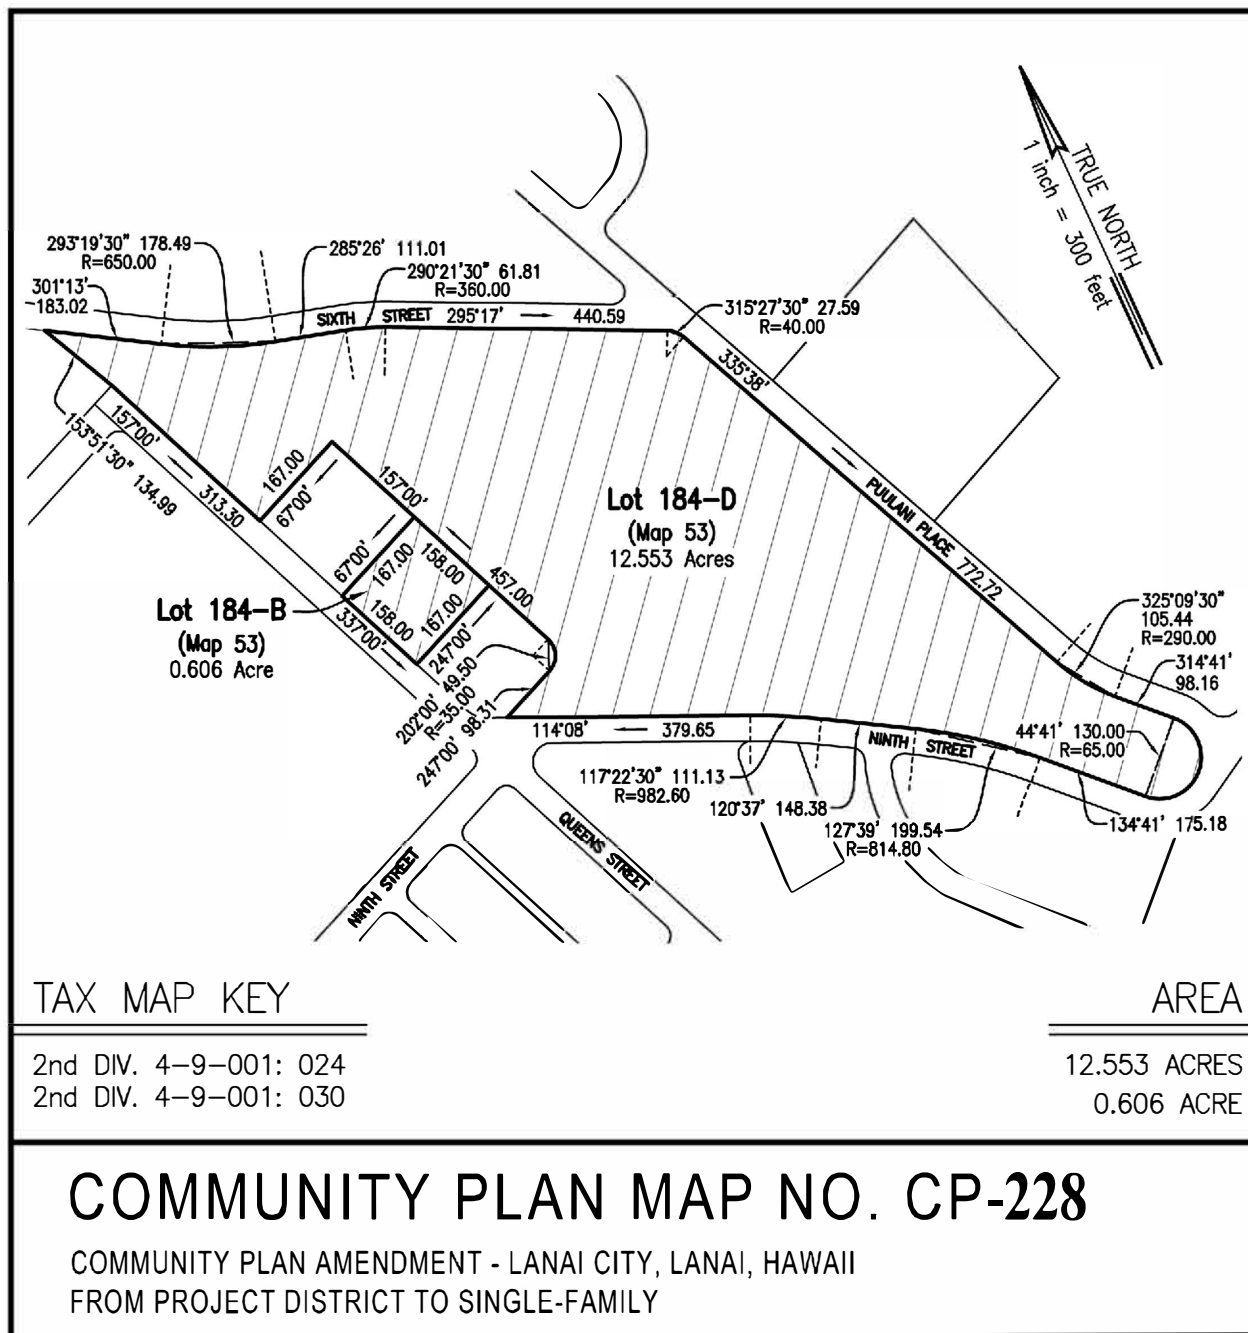 TRUE NORTH
1 inch = 300 feet
293°19'30" 178.49
R=650.00
301°13'
183.02
285°26' 111.01
290°21'30" 61.81
R=360.00
SIXTH STREET 295°17' 440.59
315°27'30" 27.59
R=40.00
335°38'
PUULANI PLACE 772.72
157°00'
313.30
153°51'30" 134.99
167.00
67°00'
157°00'
457.00
67°00'
167.00
158.00
158.00
167.00
247°00'
337°00'
Lot 184-D
(Map 53)
12.553 Acres
Lot 184-B
(Map 53)
0.606 Acre
202°00' 49.50
R=35.00
247°00' 98.31
325°09'30"
105.44
R=290.00
314°41'
98.16
44°41' 130.00
R=65.00
114°08' 379.65
NINTH STREET
117°22'30" 111.13
R=982.60
120°37' 148.38
127°39' 199.54
R=814.80
134°41' 175.18
QUEENS STREET
NINTH STREET
TAX MAP KEY
AREA
2nd DIV. 4-9-001: 024
12.553 ACRES
2nd DIV. 4-9-001: 030
0.606 ACRE
COMMUNITY PLAN MAP NO. CP-228
COMMUNITY PLAN AMENDMENT - LANAI CITY, LANAI, HAWAII
FROM PROJECT DISTRICT TO SINGLE-FAMILY